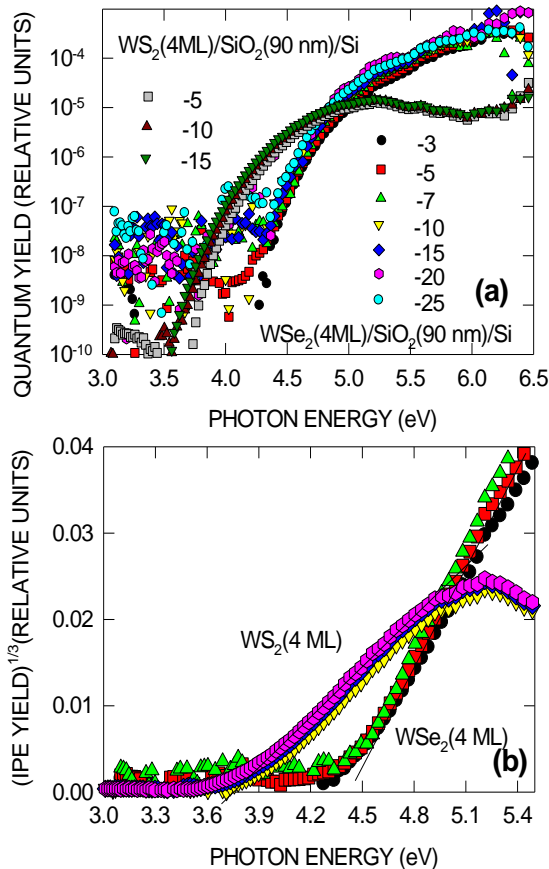 (a)
WS2(4ML)/SiO2(90 nm)/Si
-5
-10
-15
-3
-5
-7
-10
-15
-20
-25
WSe2(4ML)/SiO2(90 nm)/Si
QUANTUM YIELD (RELATIVE UNITS)
10-4
10-5
10-6
10-7
10-8
10-9
10-10
3.0 3.5 4.0 4.5 5.0 5.5 6.0 6.5
PHOTON ENERGY (eV)
(IPE YIELD)1/3(RELATIVE UNITS)
0.04
0.03
0.02
0.01
0.00
WS2(4 ML)
WSe2(4 ML)
(b)
3.0 3.3 3.6 3.9 4.2 4.5 4.8 5.1 5.4
PHOTON ENERGY (eV)